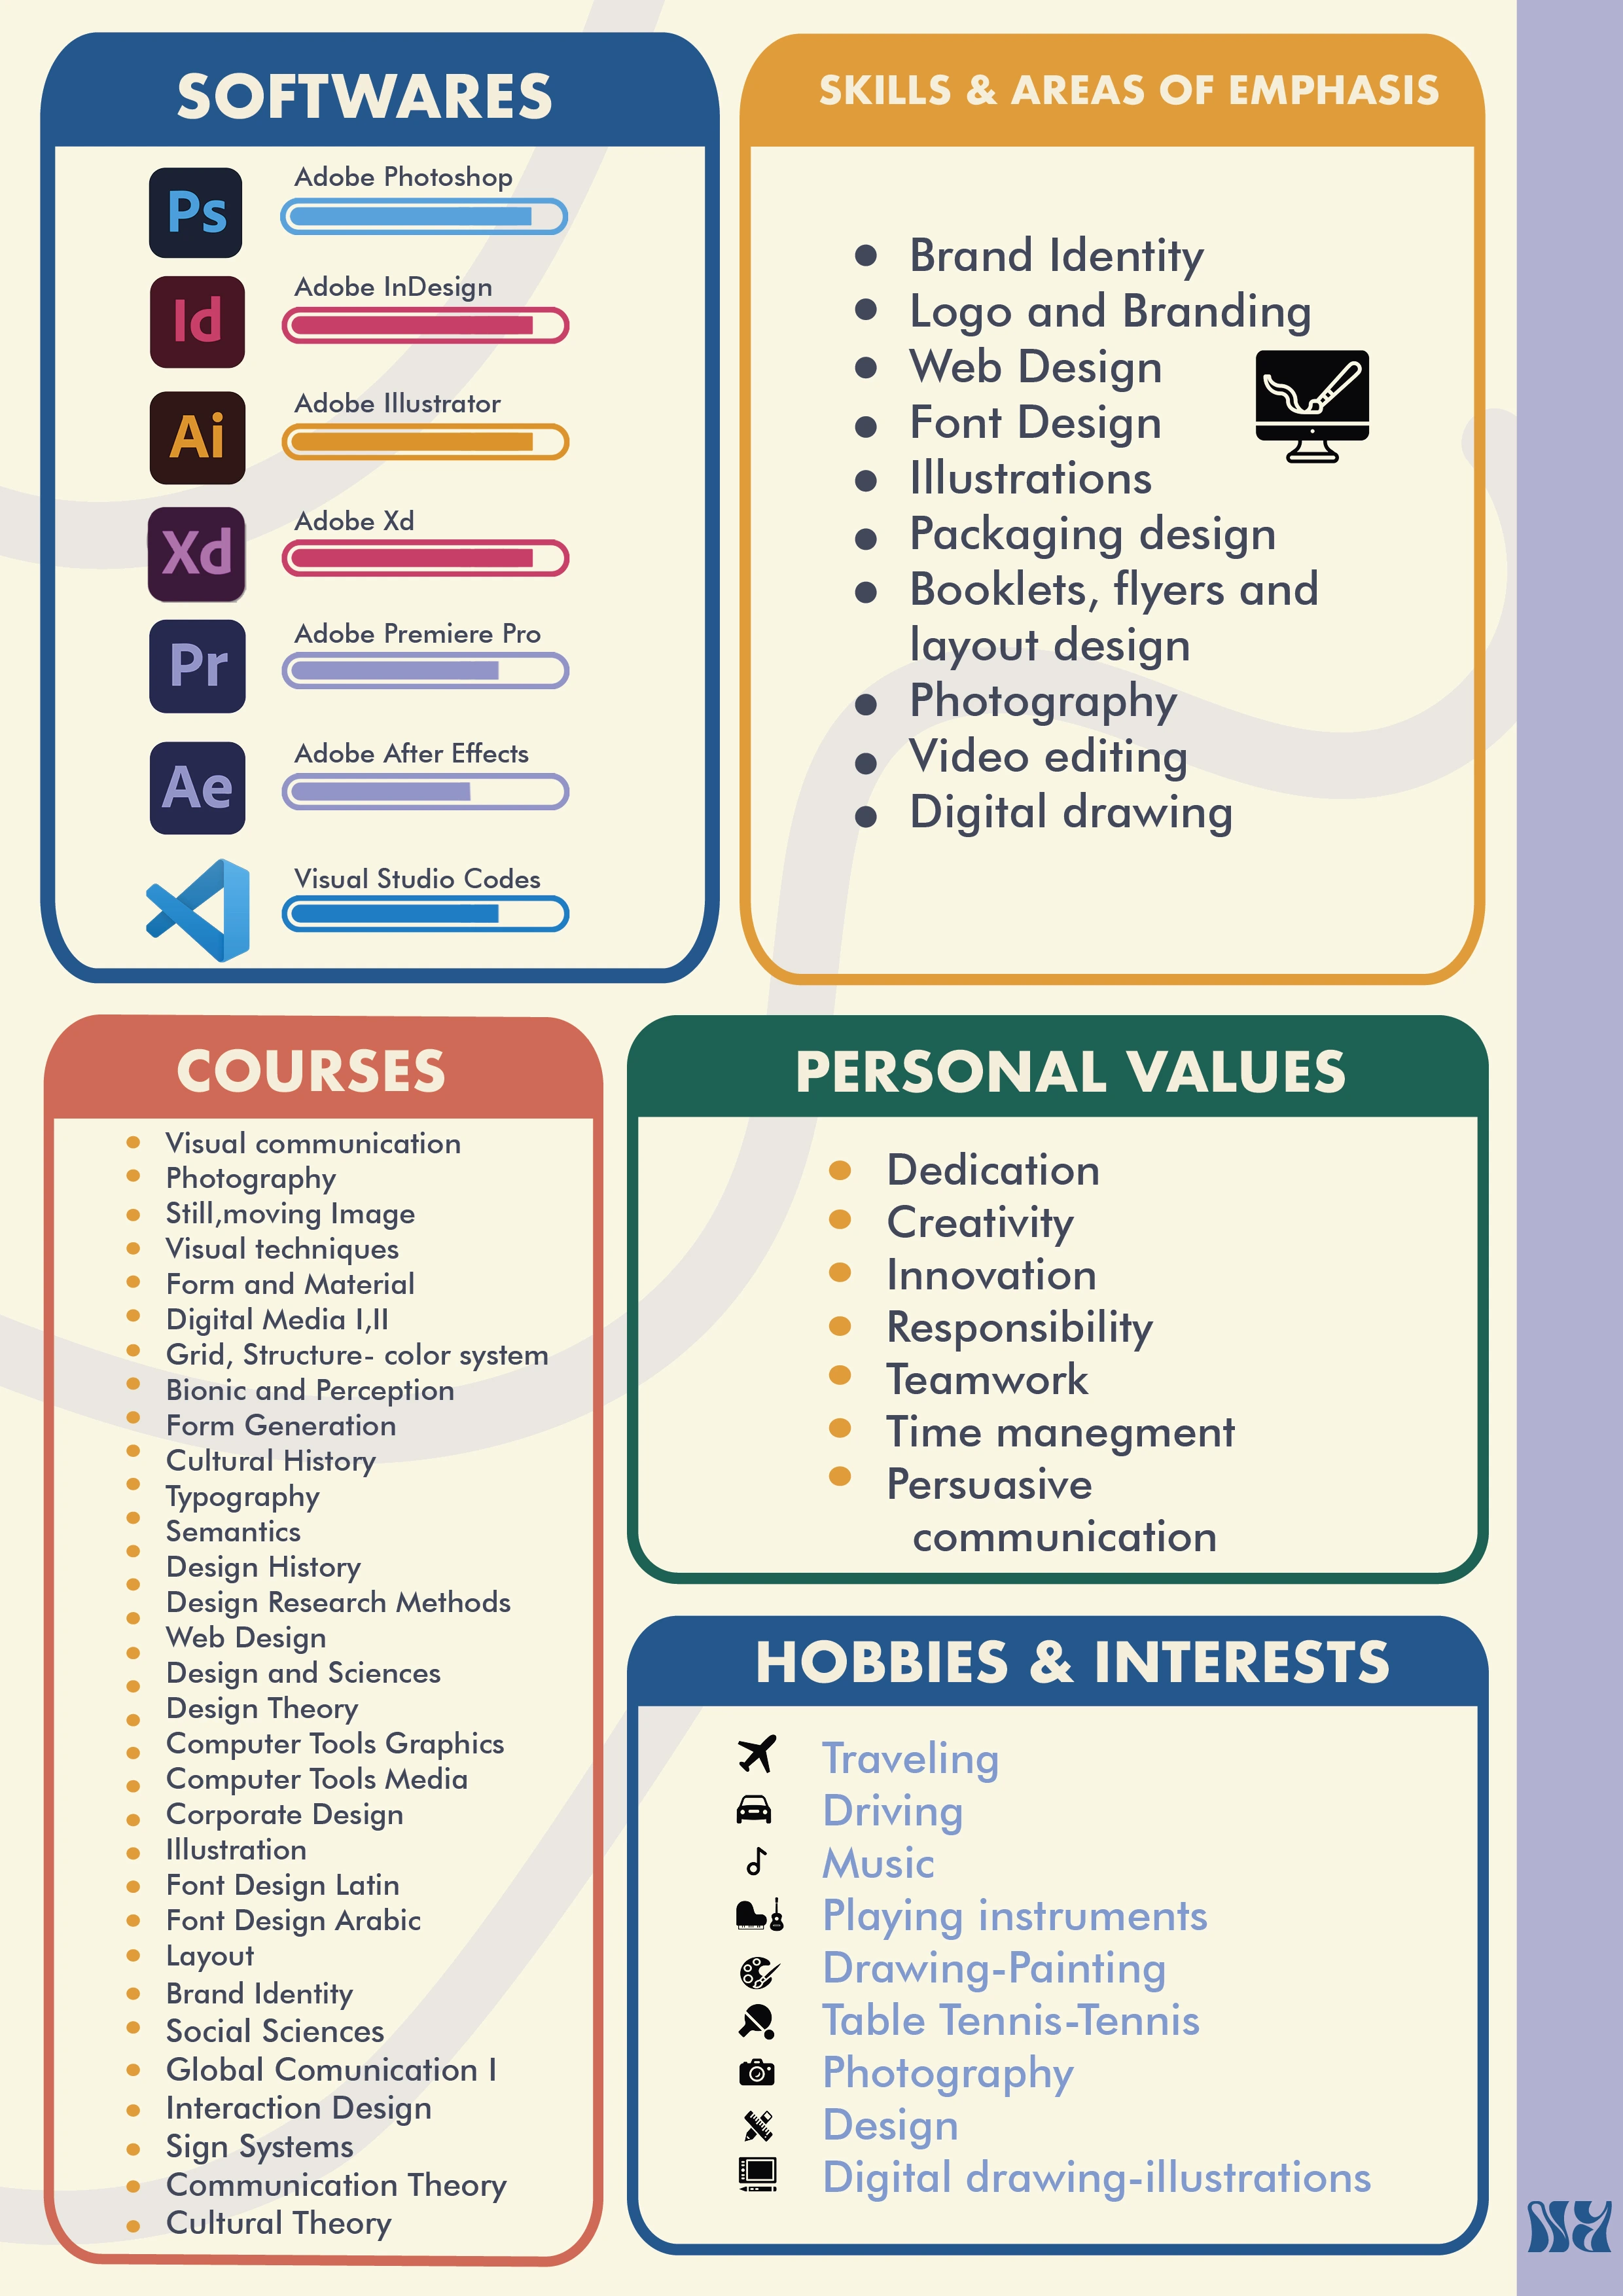 SOFTWARES
Ps
Adobe Photoshop
Id
Adobe InDesign
Ai
Adobe Illustrator
Xd
Adobe Xd
Pr
Adobe Premiere Pro
Ae
Adobe After Effects
Visual Studio Codes
SKILLS & AREAS OF EMPHASIS
Brand Identity
Logo and Branding
Web Design
Font Design
Illustrations
Packaging design
Booklets, flyers and
layout design
Photography
Video editing
Digital drawing
COURSES
Visual communication
Photography
Still,moving Image
Visual techniques
Form and Material
Digital Media I,II
Grid, Structure- color system
Bionic and Perception
Form Generation
Cultural History
Typography
Semantics
Design History
Design Research Methods
Web Design
Design and Sciences
Design Theory
Computer Tools Graphics
Computer Tools Media
Corporate Design
Illustration
Font Design Latin
Font Design Arabic
Layout
Brand Identity
Social Sciences
Global Comunication I
Interaction Design
Sign Systems
Communication Theory
Cultural Theory
PERSONAL VALUES
Dedication
Creativity
Innovation
Responsibility
Teamwork
Time manegment
Persuasive
communication
HOBBIES & INTERESTS
Traveling
Driving
Music
Playing instruments
Drawing-Painting
Table Tennis-Tennis
Photography
Design
Digital drawing-illustrations